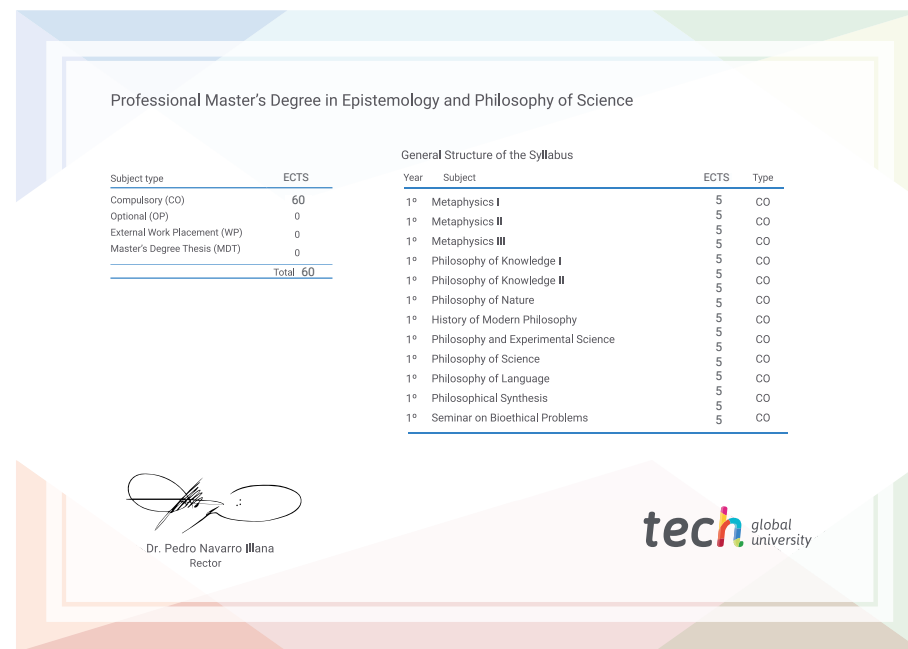 Professional Master's Degree in Epistemology and Philosophy of Science
Subject type ECTS
Compulsory (CO) 60
Optional (OP) 0
External Work Placement (WP) 0
Master's Degree Thesis (MDT) 0
Total 60
General Structure of the Syllabus
Year Subject ECTS Type
1º Metaphysics I 5 CO
1º Metaphysics II 5 CO
5
1º Metaphysics III 5 CO
1º Philosophy of Knowledge I 5 CO
1º Philosophy of Knowledge II 5 CO
5
1º Philosophy of Nature 5 CO
1º History of Modern Philosophy 5 CO
1º Philosophy and Experimental Science 5 CO
5
1º Philosophy of Science 5 CO
1º Philosophy of Language 5 CO
1º Philosophical Synthesis 5 CO
5
1º Seminar on Bioethical Problems 5 CO
Dr. Pedro Navarro Illana
Rector
tech global
university